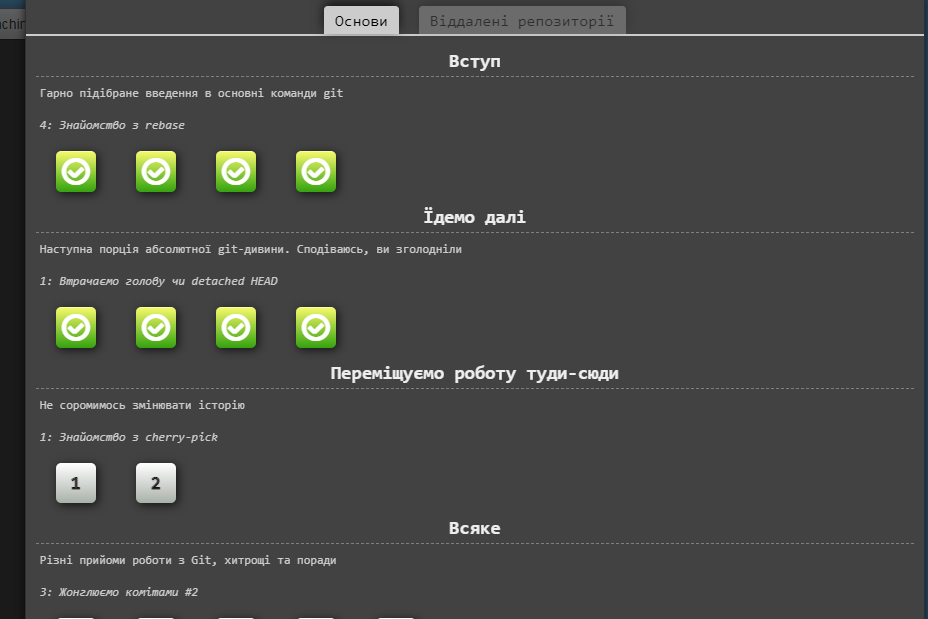 Основи
Віддалені репозиторії
Вступ
Гарно підібране введення в основні команди git
4: Знайомство з rebase
Їдемо далі
Наступна порція абсолютної git-дивини. Сподіваюсь, ви зголодніли
1: Втрачаємо голову чи detached HEAD
Переміщуємо роботу туди-сюди
Не соромимось змінювати історію
1: Знайомство з cherry-pick
1 2
Всяке
Різні прийоми роботи з Git, хитрощі та поради
3: Жонглюємо комітами #2